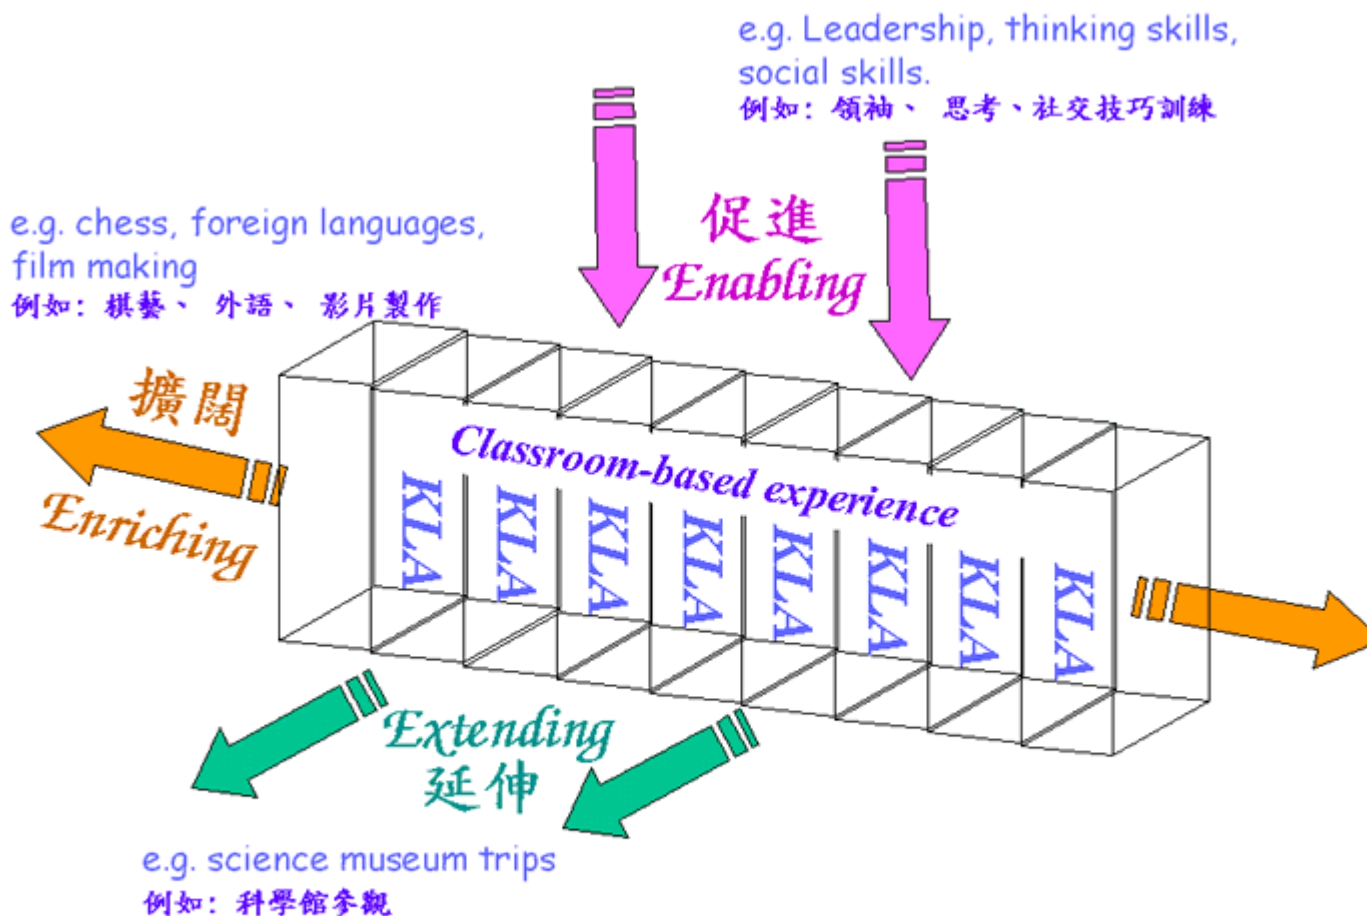 e.g. Leadership, thinking skills,
social skills.
例如：領袖、 思考、社交技巧訓練
促進
Enabling
e.g. chess, foreign languages,
film making
例如：棋藝、 外語、 影片製作
擴闊
Enriching
Classroom-based experience
KLA
KLA
KLA
KLA
KLA
KLA
KLA
KLA
Extending
延伸
e.g. science museum trips
例如：科學館參觀